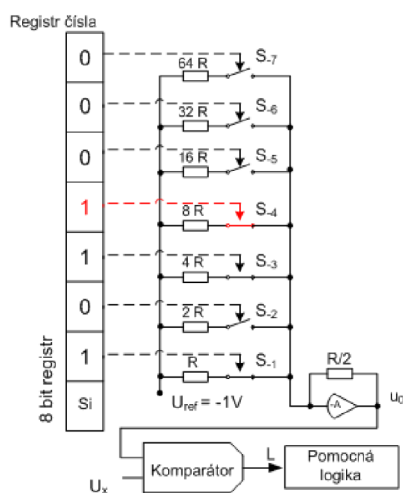 Registr čísla
0
64 R
S-7
0
32 R
S-6
0
16 R
S-5
1
8 R
S-4
1
4 R
S-3
0
2 R
S-2
1
R
S-1
Si
8 bit registr
Uref = -1V
R/2
-A
u0
Ux
Komparátor
L
Pomocná
logika